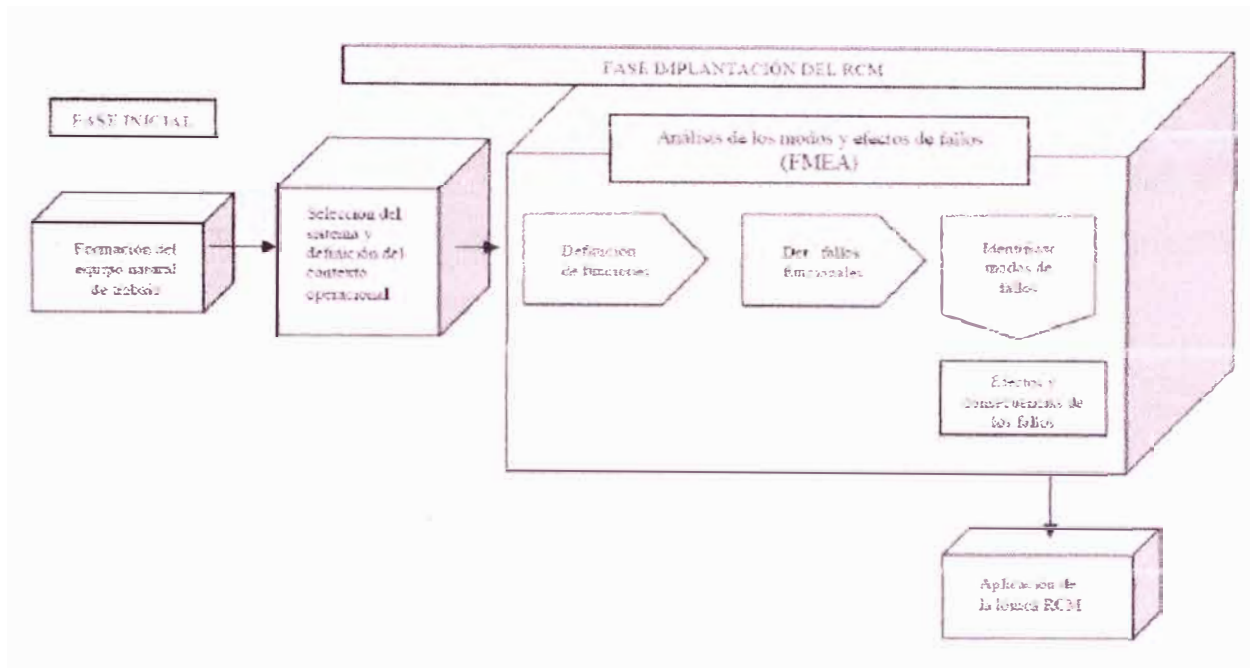 FASE IMPLANTACIÓN DEL RCM
FASE INICIAL
Análisis de los modos y efectos de fallos
(FMEA)
Formación del
equipo natural
de trabajo
Selección del
sistema y
definición del
contexto
operacional
Definición
de funciones
fallos
funcionales
Identificar
modos de
fallos
Efectos y
consecuencias de
los fallos
Aplicación de
la lógica RCM